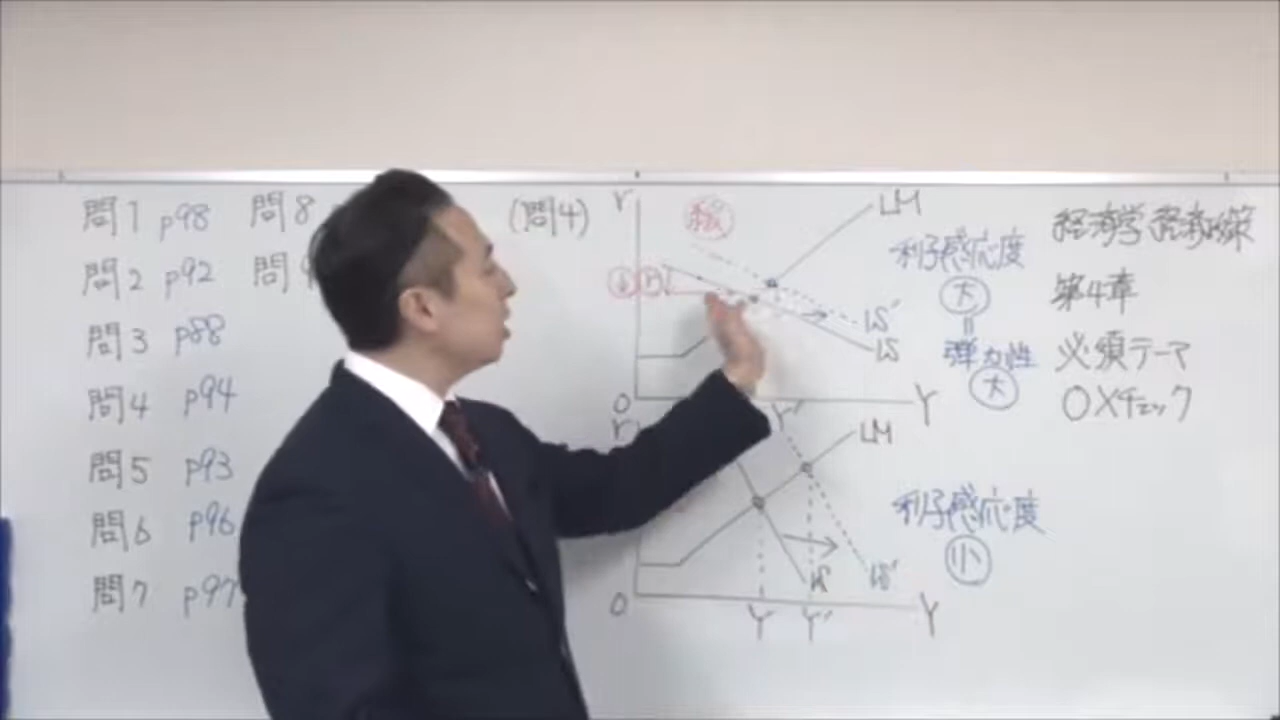 問1 p98
問2 p92
問3 p88
問4 p94
問5 p93
問6 p96
問7 p97
問8
問9
(問4)
r
LM
IS'
IS
O
Y'
Y
利子感応度
大
=
弾力性
大
r
LM
IS
IS'
O
Y'
Y''
Y
利子感応度
小
経済学経済政策
第4章
必須テーマ
○×チェック